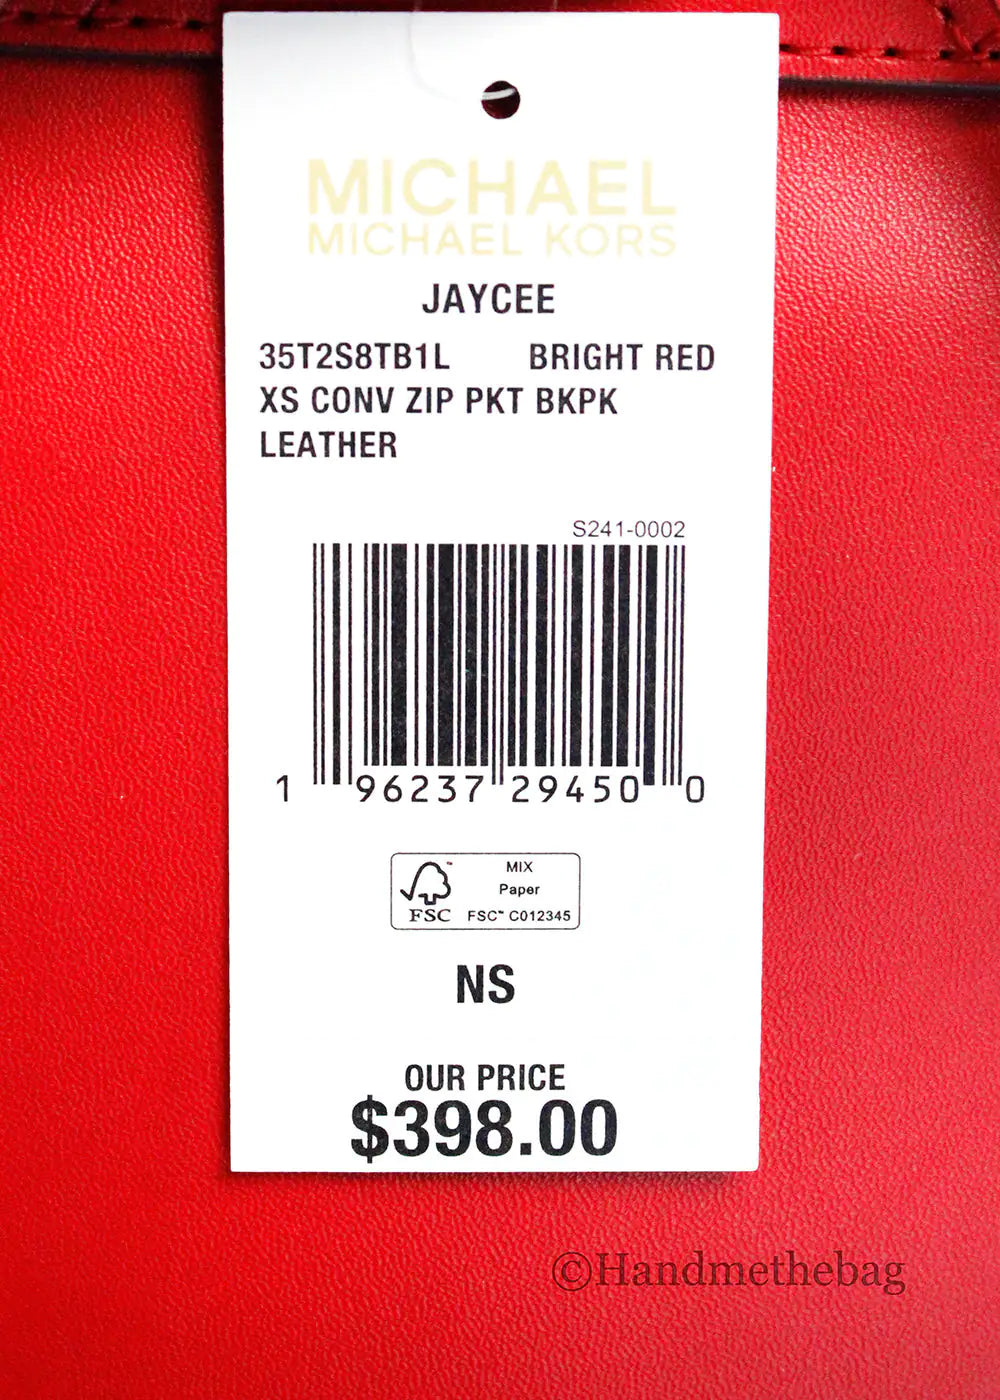 MICHAEL
MICHAEL KORS
JAYCEE
35T2S8TB1L BRIGHT RED
XS CONV ZIP PKT BKPK
LEATHER
S241-0002
1 96237 29450 0
MIX
Paper
FSC™ C012345
FSC
NS
OUR PRICE
$398.00
©Handmethebag